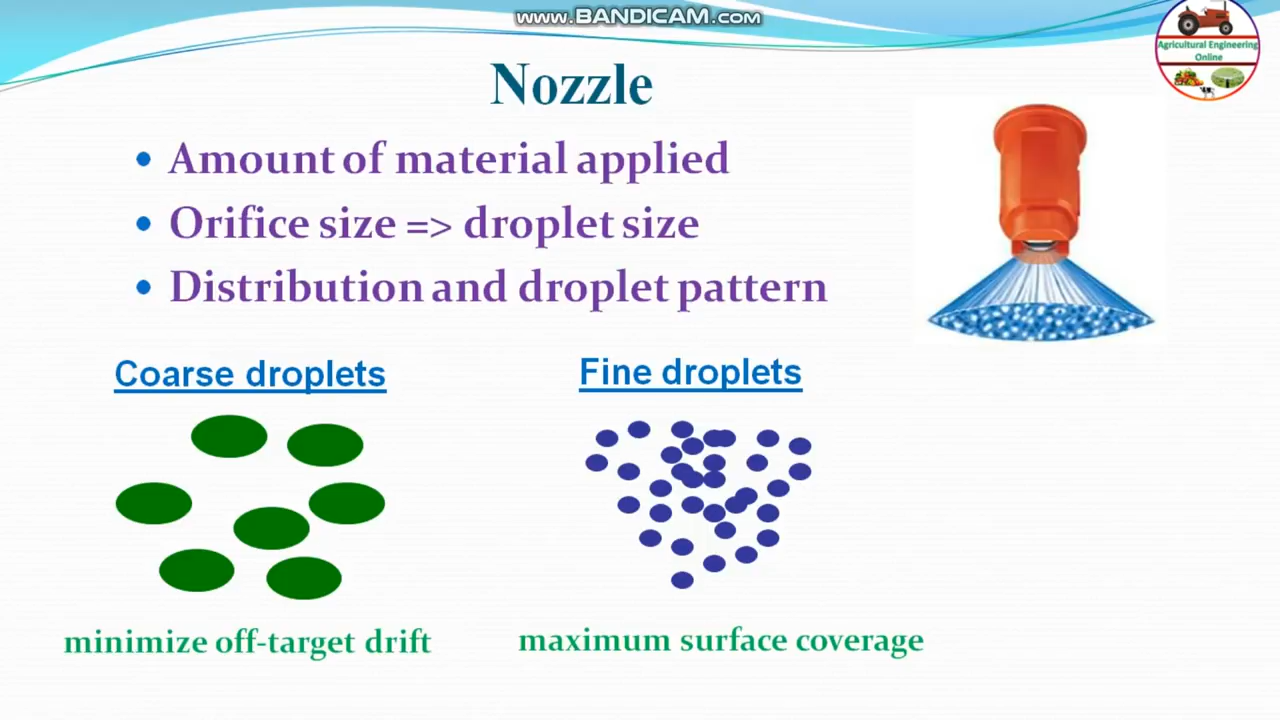 www.BANDICAM.com
Agricultural Engineering
Online
Nozzle
• Amount of material applied
• Orifice size => droplet size
• Distribution and droplet pattern
Coarse droplets
Fine droplets
minimize off-target drift
maximum surface coverage